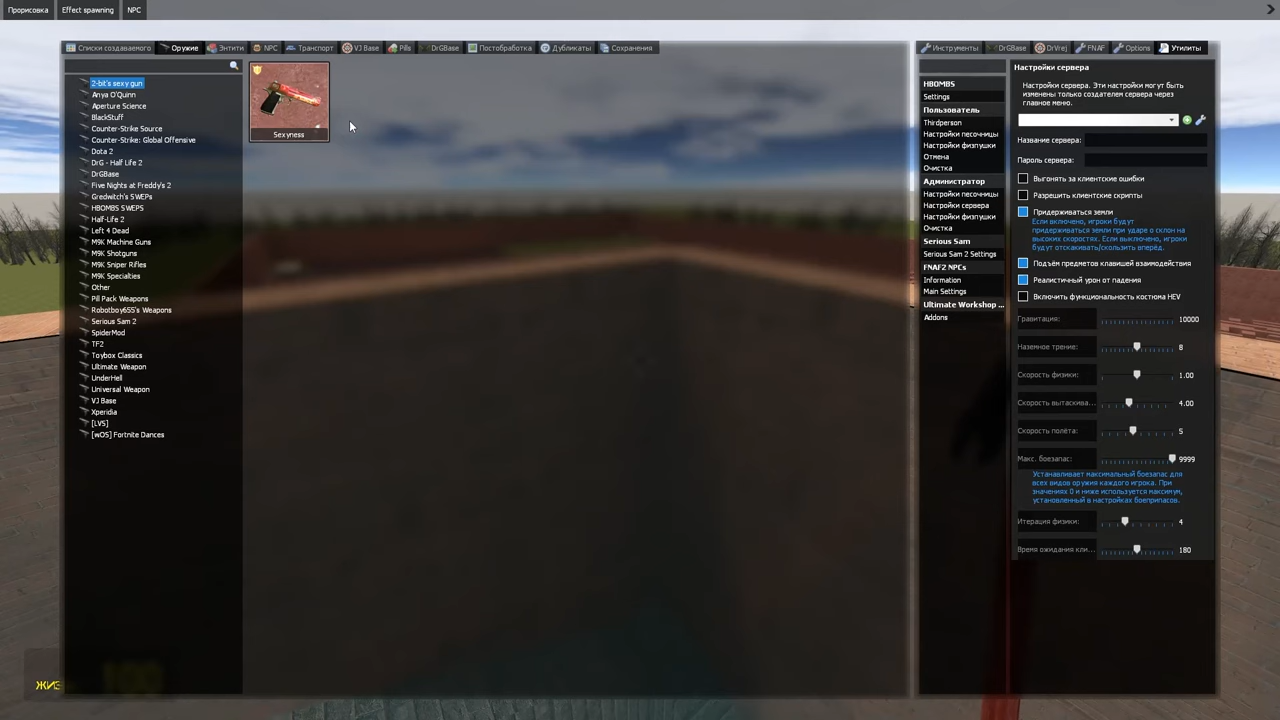 Прорисовка Effect spawning NPC
Списки создаваемого Оружие Энтити NPC Транспорт VJ Base Pills DrGBase Постобработка Дубликаты Сохранения
2-bit's sexy gun
Anya O'Quinn
Aperture Science
BlackStuff
Counter-Strike Source
Counter-Strike: Global Offensive
Dota 2
DrG - Half Life 2
DrGBase
Five Nights at Freddy's 2
Gredwitch's SWEPs
HBOMBS SWEPS
Half-Life 2
Left 4 Dead
M9K Machine Guns
M9K Shotguns
M9K Sniper Rifles
M9K Specialties
Other
Pill Pack Weapons
Robotboy655's Weapons
Serious Sam 2
SpiderMod
TF2
Toybox Classics
Ultimate Weapon
UnderHell
Universal Weapon
VJ Base
Xperidia
[LVS]
[wOS] Fortnite Dances
Sexyness
Инструменты DrGBase DrVrej FNAF Options Утилиты
HBOMBS
Settings
Пользователь
Thirdperson
Настройки песочницы
Настройки физпушки
Отмена
Очистка
Администратор
Настройки песочницы
Настройки сервера
Настройки физпушки
Очистка
Serious Sam
Serious Sam 2 Settings
FNAF2 NPCs
Information
Main Settings
Ultimate Workshop ...
Addons
Настройки сервера
Настройки сервера. Эти настройки могут быть
изменены только создателем сервера через
главное меню.
Название сервера:
Пароль сервера:
Выгонять за клиентские ошибки
Разрешить клиентские скрипты
Придерживаться земли
Если включено, игроки будут
придерживаться земли при ударе о склон на
высоких скоростях. Если выключено, игроки
будут отскакивать/скользить вперёд.
Подъём предметов клавишей взаимодействия
Реалистичный урон от падения
Включить функциональность костюма HEV
Гравитация: 10000
Наземное трение: 8
Скорость физики: 1.00
Скорость вытаскива... 4.00
Скорость полёта: 5
Макс. боезапас: 9999
Устанавливает максимальный боезапас для
всех видов оружия каждого игрока. При
значениях 0 и ниже используется максимум,
установленный в настройках боеприпасов.
Итерация физики: 4
Время ожидания кли... 180